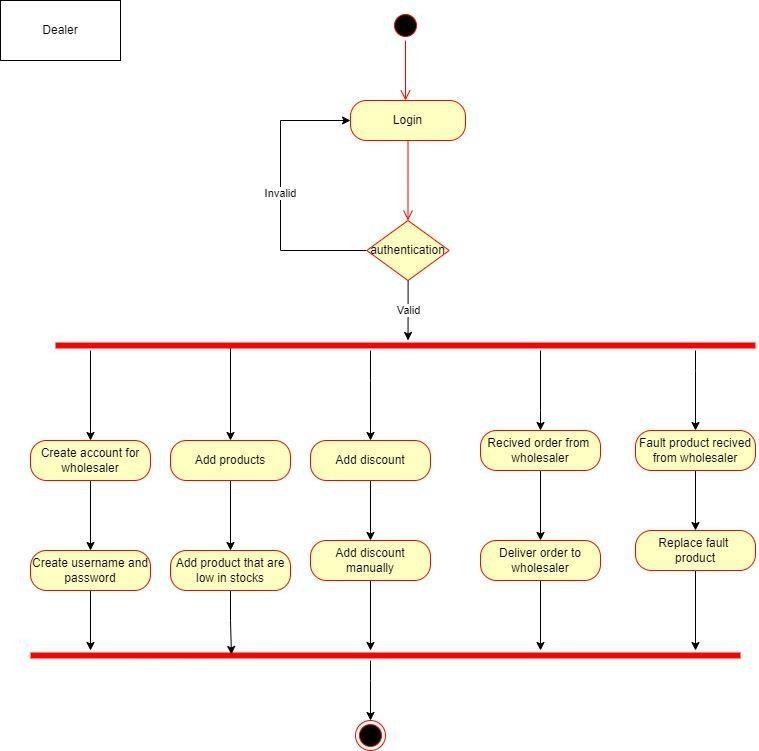 Dealer
Login
Invalid
authentication
Valid
Create account for
wholesaler
Add products
Add discount
Recived order from
wholesaler
Fault product recived
from wholesaler
Create username and
password
Add product that are
low in stocks
Add discount
manually
Deliver order to
wholesaler
Replace fault
product